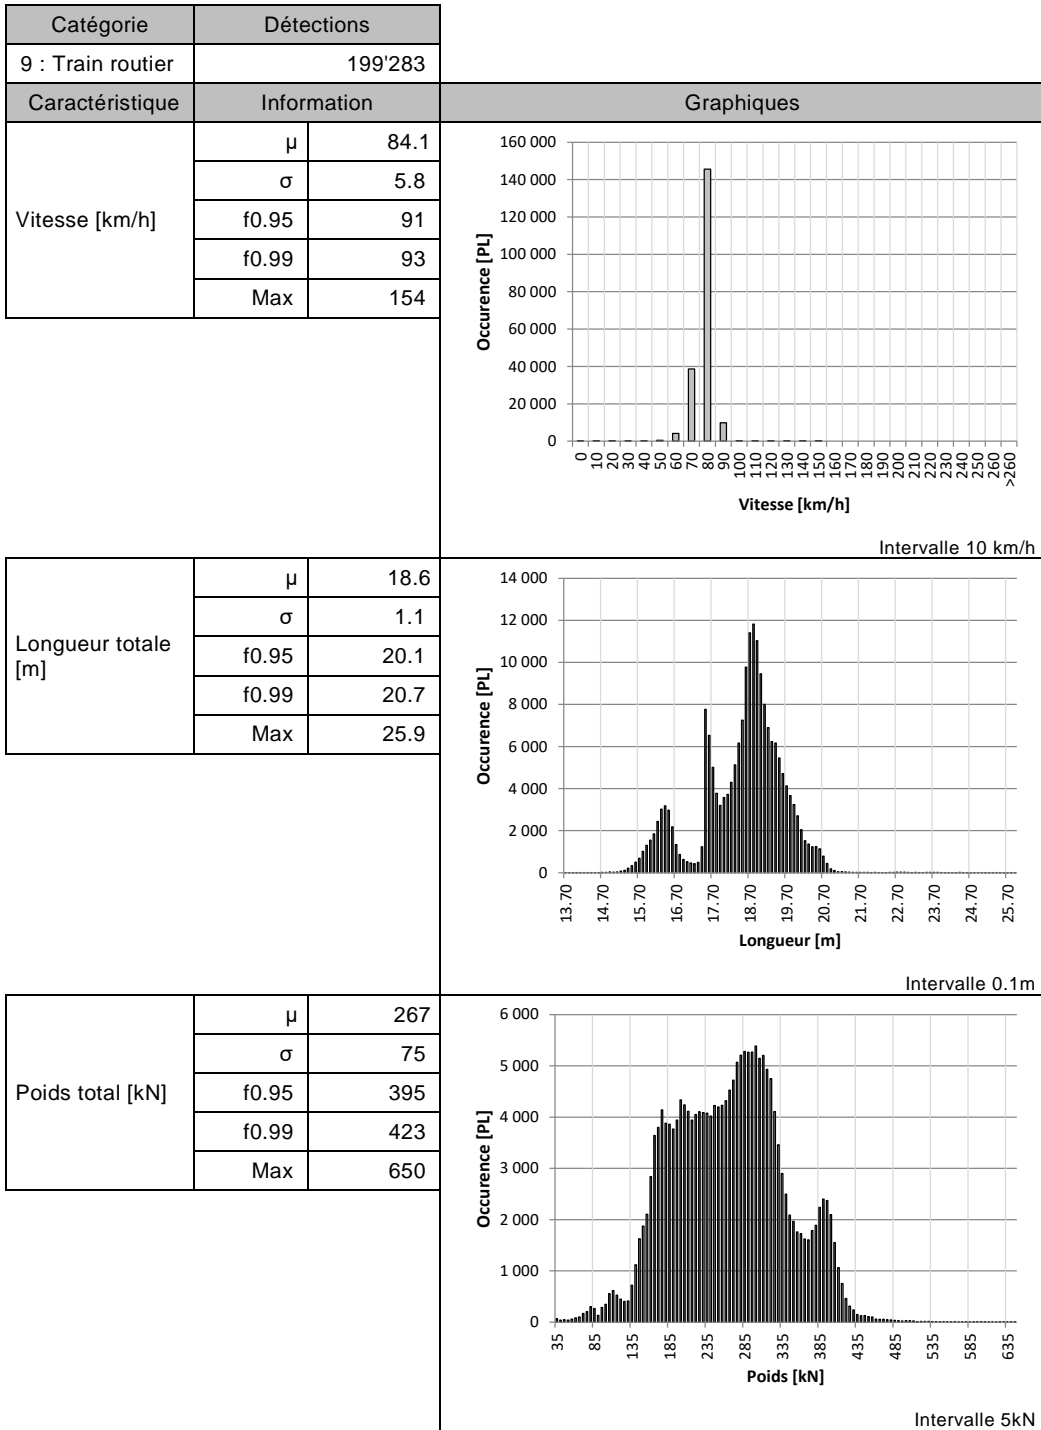 Catégorie Détections
9 : Train routier 199'283
Caractéristique Information Graphiques
Vitesse [km/h]
µ 84.1
σ 5.8
f0.95 91
f0.99 93
Max 154
160 000
140 000
120 000
100 000
80 000
60 000
40 000
20 000
0
Occurence [PL]
0 10 20 30 40 50 60 70 80 90 100 110 120 130 140 150 160 170 180 190 200 210 220 230 240 250 260 >260
Vitesse [km/h]
Intervalle 10 km/h
Longueur totale
[m]
µ 18.6
σ 1.1
f0.95 20.1
f0.99 20.7
Max 25.9
14 000
12 000
10 000
8 000
6 000
4 000
2 000
0
Occurence [PL]
13.70 14.70 15.70 16.70 17.70 18.70 19.70 20.70 21.70 22.70 23.70 24.70 25.70
Longueur [m]
Intervalle 0.1m
Poids total [kN]
µ 267
σ 75
f0.95 395
f0.99 423
Max 650
6 000
5 000
4 000
3 000
2 000
1 000
0
Occurence [PL]
35 85 135 185 235 285 335 385 435 485 535 585 635
Poids [kN]
Intervalle 5kN